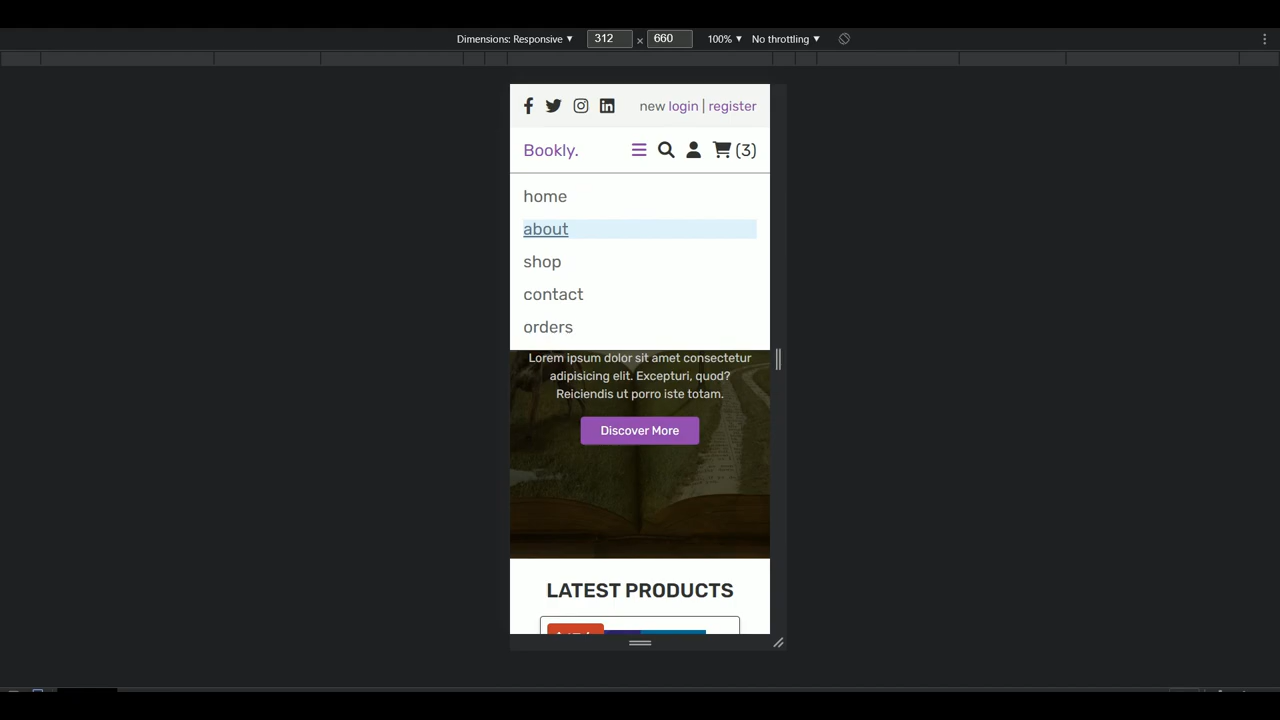 Dimensions: Responsive ▼ 312 × 660 100% ▼ No throttling ▼
new login | register
Bookly. (3)
home
about
shop
contact
orders
Lorem ipsum dolor sit amet consectetur
adipisicing elit. Excepturi, quod?
Reiciendis ut porro iste totam.
Discover More
LATEST PRODUCTS